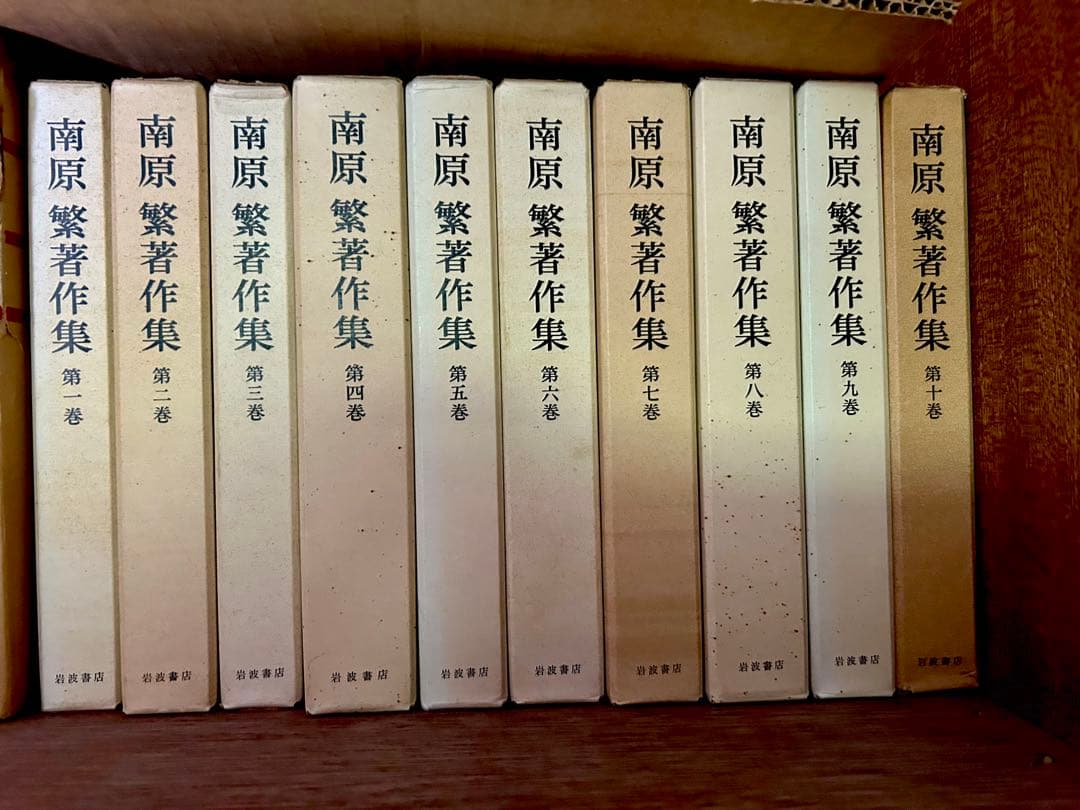 南原 繁著作集 第一巻
南原 繁著作集 第二巻 岩波書店
南原 繁著作集 第三巻 岩波書店
南原 繁著作集 第四巻 岩波書店
南原 繁著作集 第五巻 岩波書店
南原 繁著作集 第六巻 岩波書店
南原 繁著作集 第七巻 岩波書店
南原 繁著作集 第八巻 岩波書店
南原 繁著作集 第九巻 岩波書店
南原 繁著作集 第十巻 岩波書店